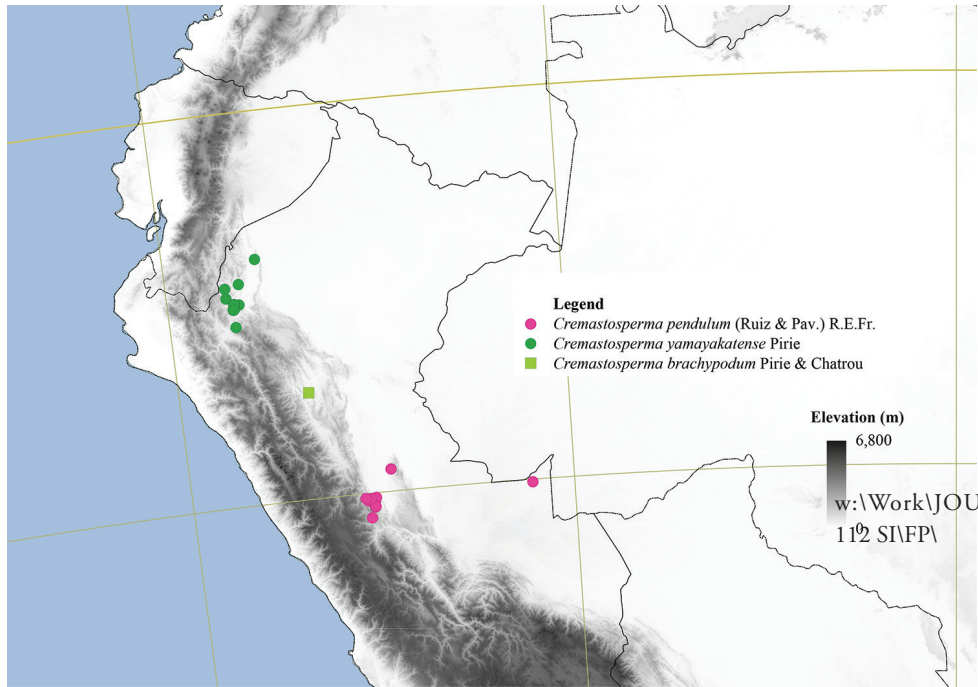 Legend
Cremastosperma pendulum (Ruiz & Pav.) R.E.Fr.
Cremastosperma yamayakatense Pirie
Cremastosperma brachypodum Pirie & Chatrou
Elevation (m)
6,800
0
w:\Work\JOU
112 SI\FP\